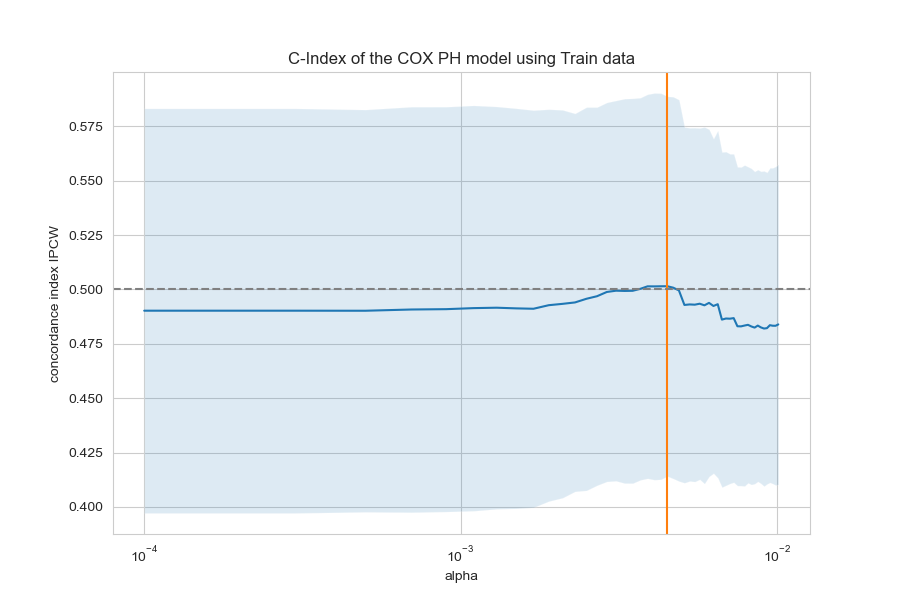 C-Index of the COX PH model using Train data
concordance index IPCW
0.575
0.550
0.525
0.500
0.475
0.450
0.425
0.400
10⁻⁴ 10⁻³ 10⁻²
alpha